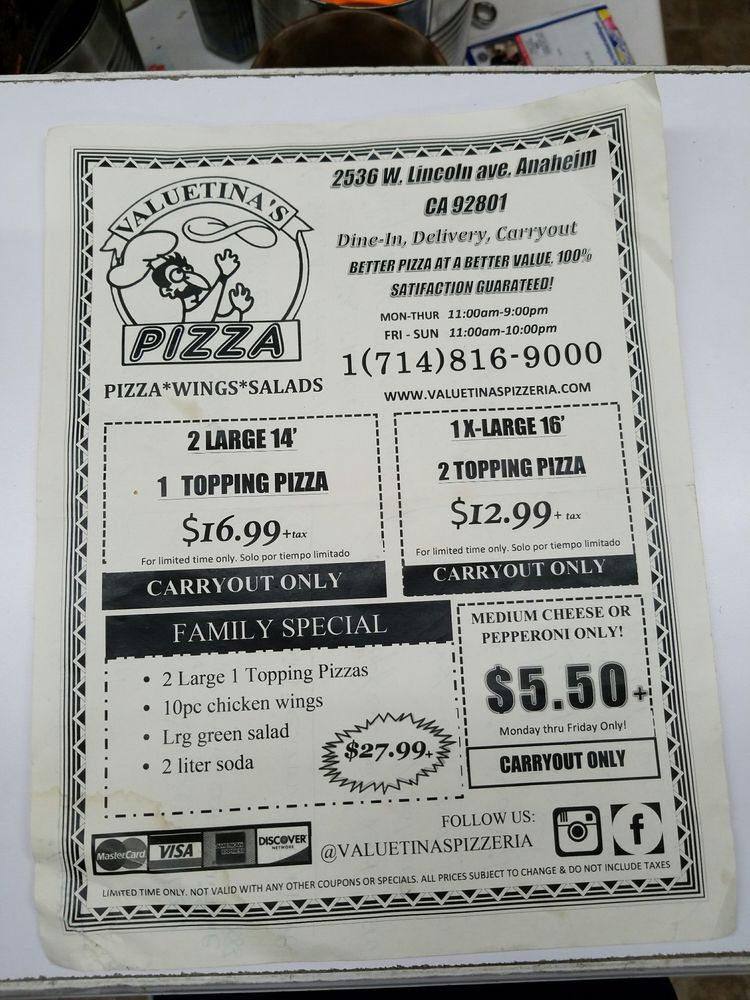 VALUETINA'S
PIZZA
PIZZA*WINGS*SALADS
2536 W. Lincoln ave. Anaheim
CA 92801
Dine-In, Delivery, Carryout
BETTER PIZZA AT A BETTER VALUE, 100%
SATIFACTION GUARATEED!
MON-THUR 11:00am-9:00pm
FRI - SUN 11:00am-10:00pm
1(714)816-9000
WWW.VALUETINASPIZZERIA.COM
2 LARGE 14'
1 TOPPING PIZZA
$16.99+tax
For limited time only. Solo por tiempo limitado
CARRYOUT ONLY
1 X-LARGE 16'
2 TOPPING PIZZA
$12.99+ tax
For limited time only. Solo por tiempo limitado
CARRYOUT ONLY
FAMILY SPECIAL
• 2 Large 1 Topping Pizzas
• 10pc chicken wings
• Lrg green salad
• 2 liter soda
$27.99+
MEDIUM CHEESE OR
PEPPERONI ONLY!
$5.50+
Monday thru Friday Only!
CARRYOUT ONLY
MasterCard VISA AMERICAN EXPRESS DISCOVER NETWORK
FOLLOW US:
@VALUETINASPIZZERIA
f
LIMITED TIME ONLY. NOT VALID WITH ANY OTHER COUPONS OR SPECIALS. ALL PRICES SUBJECT TO CHANGE & DO NOT INCLUDE TAXES